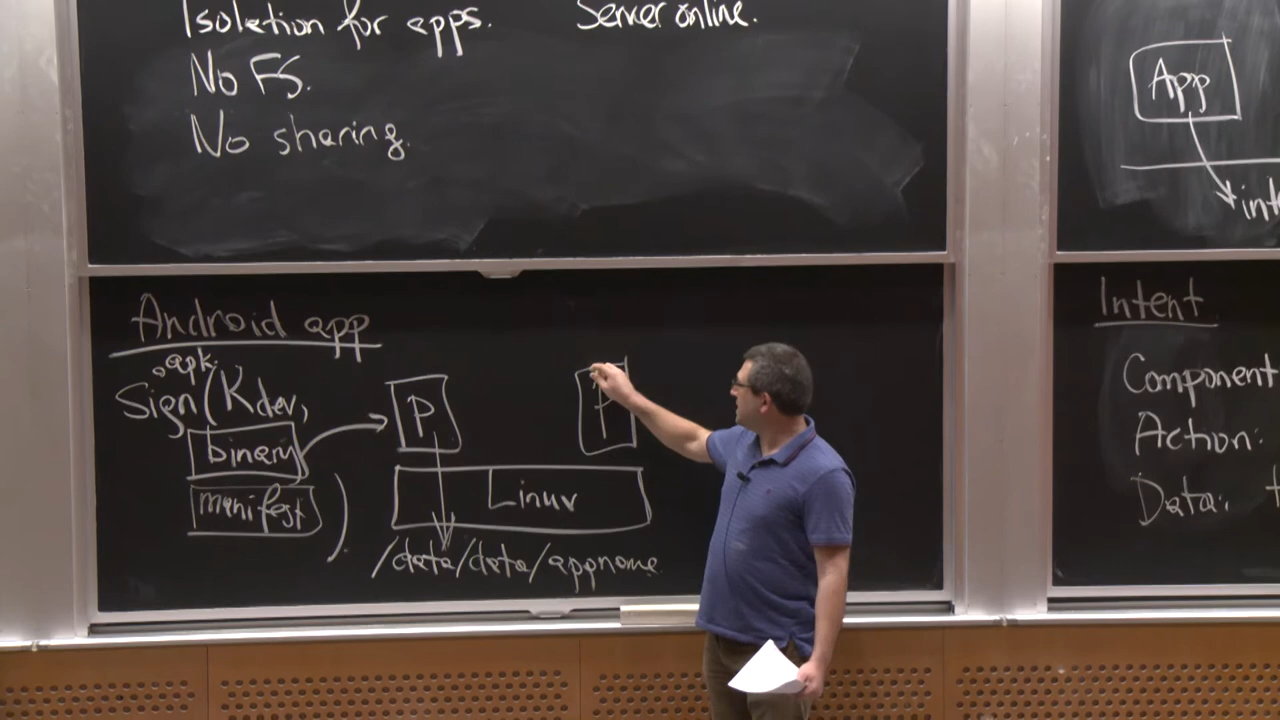 Isolation for apps.
No FS.
No sharing.
Server online.
App
Android app
.apk
Sign(Kdev,
binary
manifest
)
P
P
Linux
/data/data/appname
Intent
Component
Action:
Data: